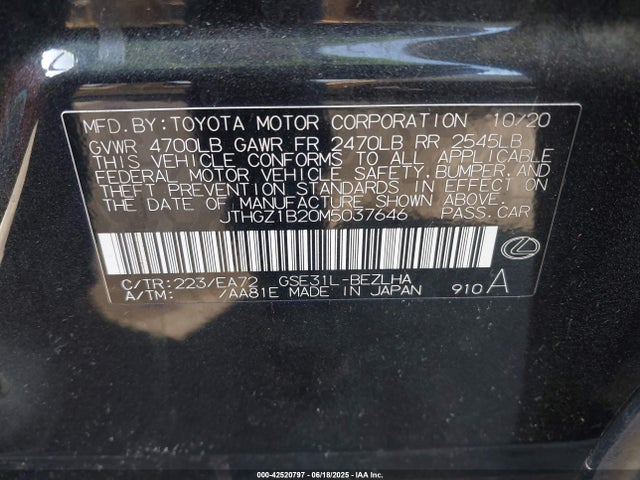 MFD. BY: TOYOTA MOTOR CORPORATION 10/20
GVWR 4700LB GAWR FR 2470LB RR 2545LB
THIS VEHICLE CONFORMS TO ALL APPLICABLE
FEDERAL MOTOR VEHICLE SAFETY, BUMPER, AND
THEFT PREVENTION STANDARDS IN EFFECT ON
THE DATE OF MANUFACTURE SHOWN ABOVE.
JTHGZ1B20M5037646 PASS. CAR
C/TR: 223/EA72 GSE31L-BEZLHA
A/TM: /AA81E MADE IN JAPAN 910 A
000-42520797 - 06/18/2025 - IAA Inc.